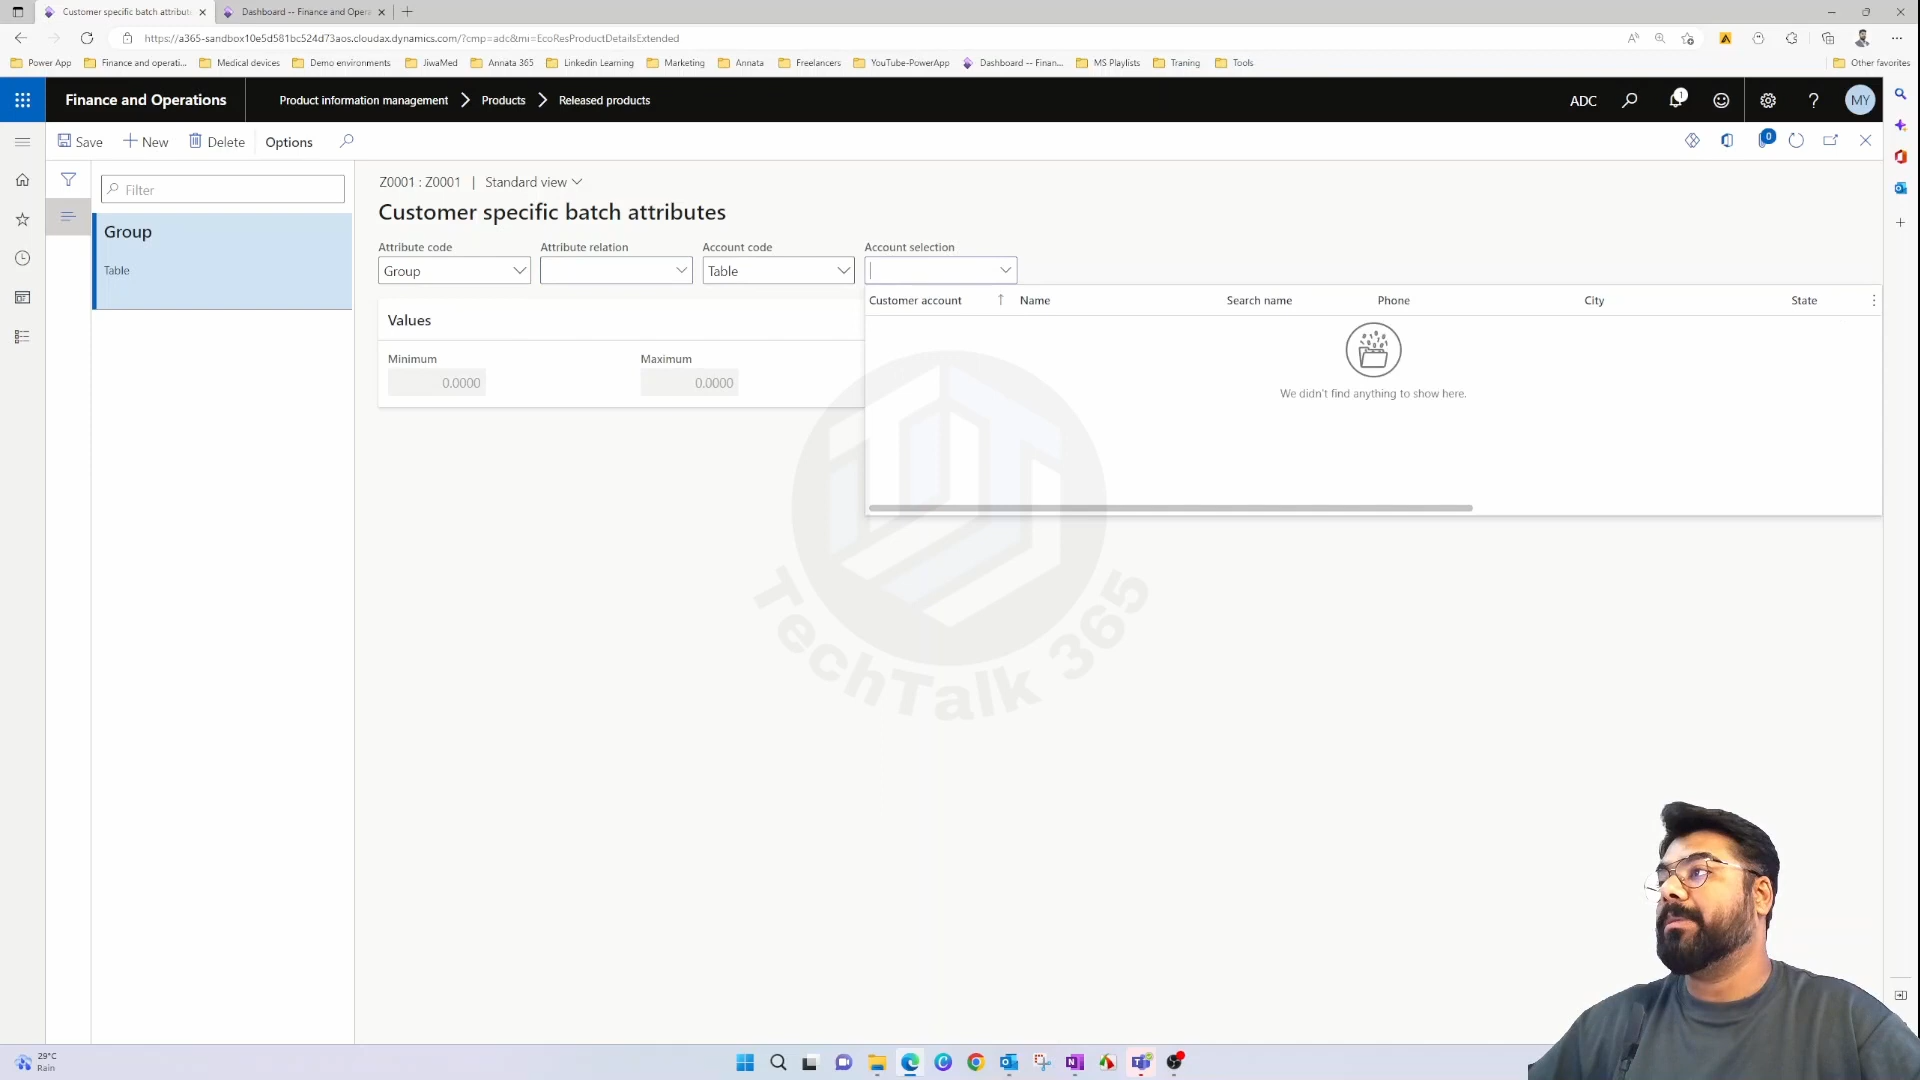 Customer specific batch attribut
Dashboard -- Finance and Opera
https://a365-sandbox10e5d581bc524d73aos.cloudax.dynamics.com/?cmp=adc&mi=EcoResProductDetailsExtended
Power App
Finance and operati...
Medical devices
Demo environments
JiwaMed
Annata 365
Linkedin Learning
Marketing
Annata
Freelancers
YouTube-PowerApp
Dashboard -- Finan...
MS Playlists
Traning
Tools
Other favorites
Finance and Operations
Product information management
Products
Released products
ADC
1
?
MY
Save
New
Delete
Options
0
Filter
Group
Table
Z0001 : Z0001 | Standard view
Customer specific batch attributes
Attribute code
Attribute relation
Account code
Account selection
Group
Table
Values
Minimum
Maximum
0.0000
0.0000
Customer account
Name
Search name
Phone
City
State
We didn't find anything to show here.
TechTalk 365
29°C
Rain